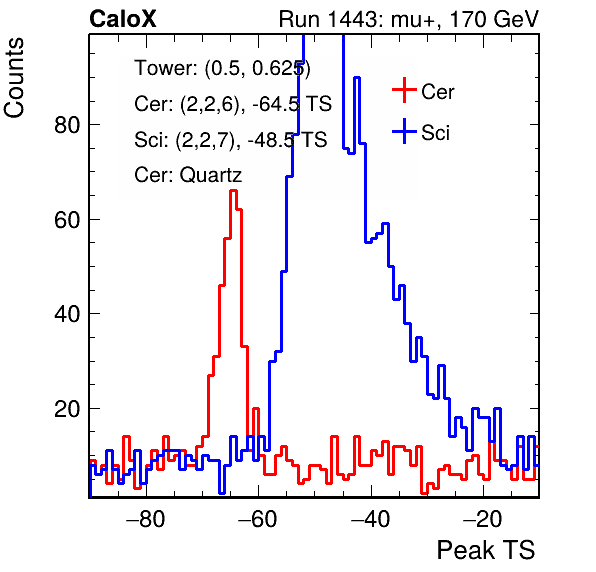 CaloX Run 1443: mu+, 170 GeV
Counts
Tower: (0.5, 0.625)
Cer: (2,2,6), -64.5 TS
Sci: (2,2,7), -48.5 TS
Cer: Quartz
Cer
Sci
80
60
40
20
−80 −60 −40 −20
Peak TS